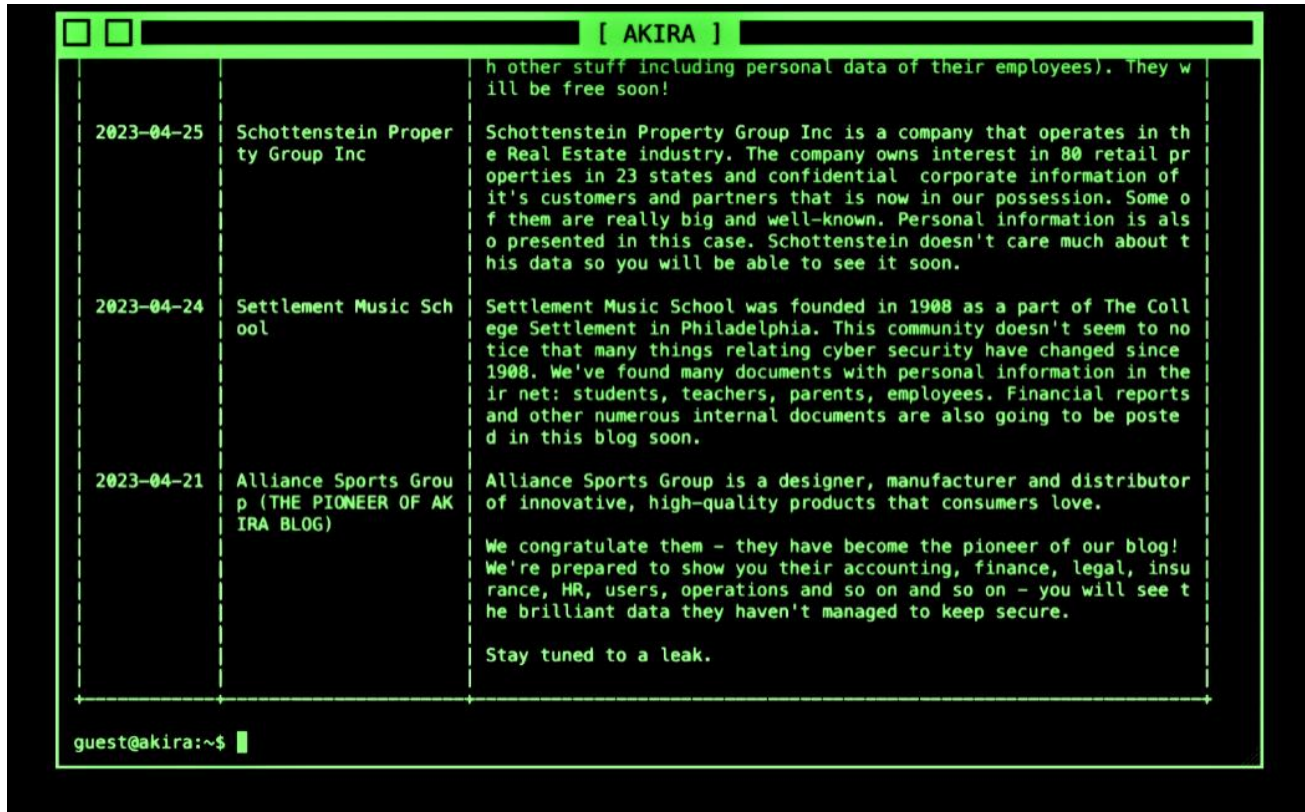 [ AKIRA ]
h other stuff including personal data of their employees). They w
ill be free soon!
2023-04-25
Schottenstein Proper
ty Group Inc
Schottenstein Property Group Inc is a company that operates in th
e Real Estate industry. The company owns interest in 80 retail pr
operties in 23 states and confidential  corporate information of
it's customers and partners that is now in our possession. Some o
f them are really big and well-known. Personal information is als
o presented in this case. Schottenstein doesn't care much about t
his data so you will be able to see it soon.
2023-04-24
Settlement Music Sch
ool
Settlement Music School was founded in 1908 as a part of The Coll
ege Settlement in Philadelphia. This community doesn't seem to no
tice that many things relating cyber security have changed since
1908. We've found many documents with personal information in the
ir net: students, teachers, parents, employees. Financial reports
and other numerous internal documents are also going to be poste
d in this blog soon.
2023-04-21
Alliance Sports Grou
p (THE PIONEER OF AK
IRA BLOG)
Alliance Sports Group is a designer, manufacturer and distributor
of innovative, high-quality products that consumers love.
We congratulate them - they have become the pioneer of our blog!
We're prepared to show you their accounting, finance, legal, insu
rance, HR, users, operations and so on and so on - you will see t
he brilliant data they haven't managed to keep secure.
Stay tuned to a leak.
guest@akira:~$